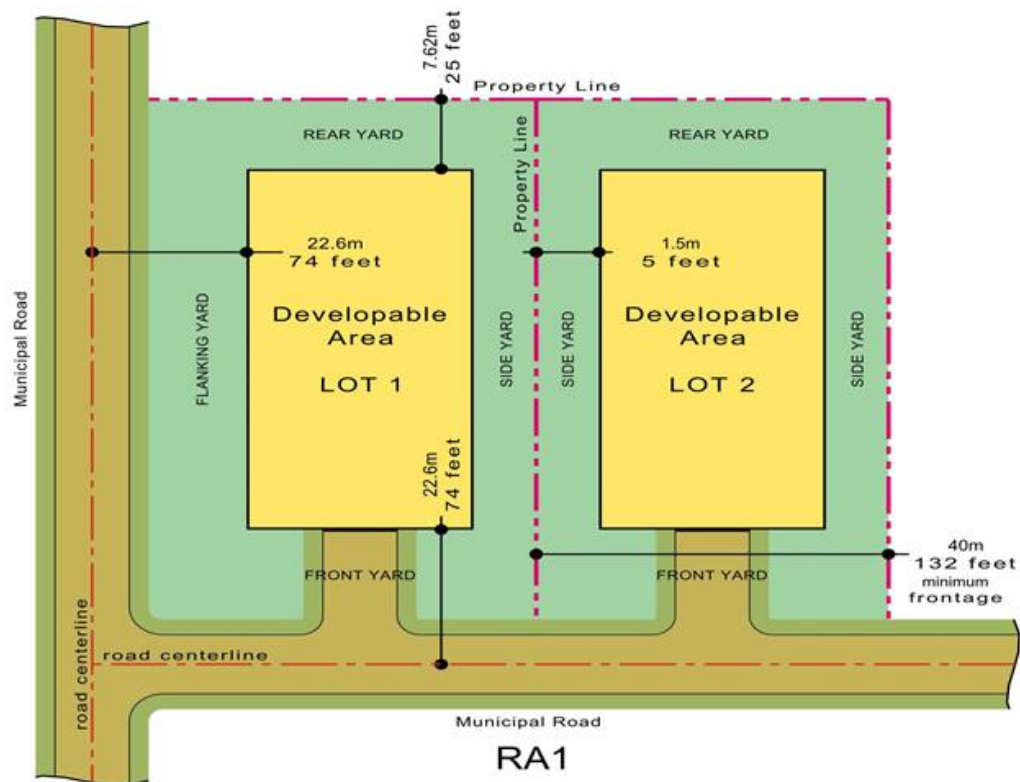 7.62m
25 feet
Property Line
REAR YARD
REAR YARD
Property Line
22.6m
74 feet
1.5m
5 feet
Municipal Road
FLANKING YARD
Developable
Area
LOT 1
SIDE YARD
SIDE YARD
Developable
Area
LOT 2
SIDE YARD
22.6m
74 feet
40m
132 feet
minimum
frontage
FRONT YARD
FRONT YARD
road centerline
road centerline
Municipal Road
RA1